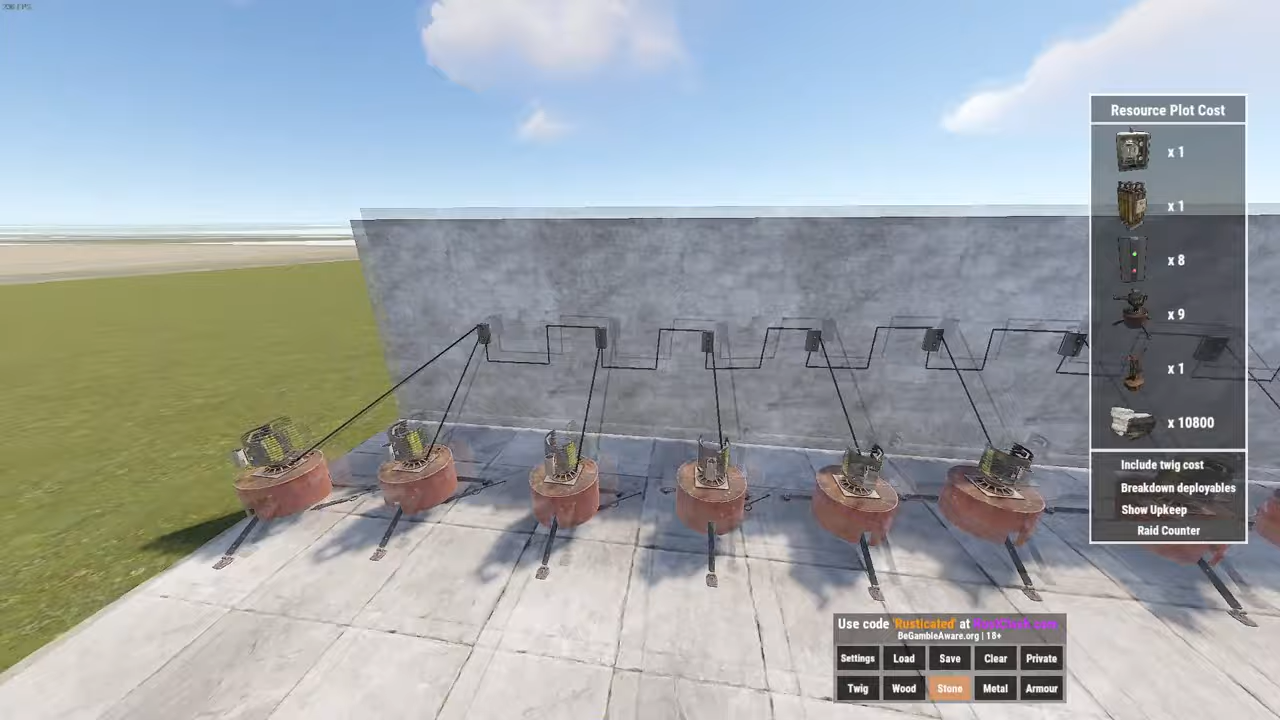 Resource Plot Cost
x 1
x 1
x 8
x 9
x 1
x 10800
Include twig cost
Breakdown deployables
Show Upkeep
Raid Counter
Use code 'Rusticated' at
BeGambleAware.org | 18+
Settings Load Save Clear Private
Twig Wood Stone Metal Armour